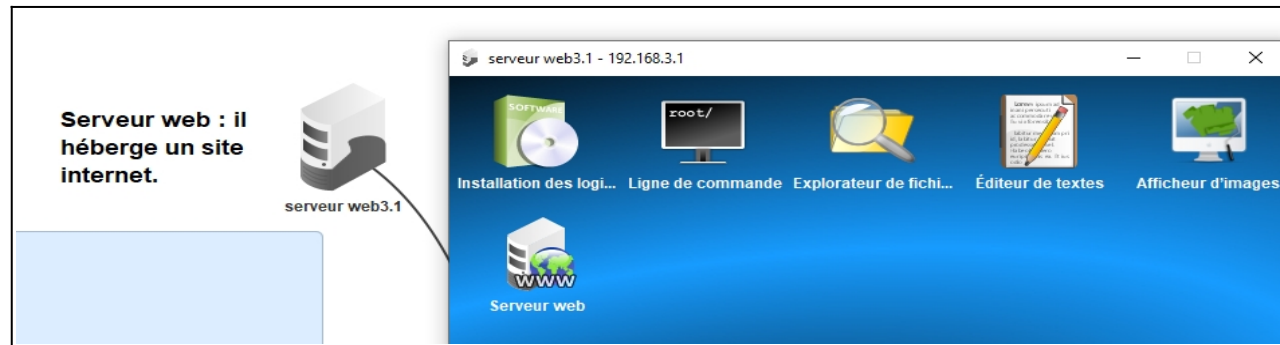 Serveur web : il
héberge un site
internet.
serveur web3.1
serveur web3.1 - 192.168.3.1
SOFTWARE
root/
Installation des logi...
Ligne de commande
Explorateur de fichi...
Éditeur de textes
Afficheur d'images
www
Serveur web